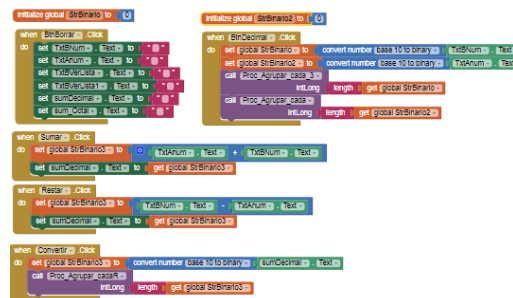 initialize global StrBinario to 0
initialize global StrBinario2 to 0
when BtnBorrar .Click
do set TxtBNum . Text to " "
set TxtAnum . Text to " "
set TxtBVerLista . Text to " "
set TxtBVerLista1 . Text to " "
set sumDecimal . Text to " "
set sum_Octal . Text to " "
when BtnDecimal .Click
do set global StrBinario to convert number base 10 to binary TxtBNum . Text
set global StrBinario2 to convert number base 10 to binary TxtAnum . Text
call Proc_Agrupar_cada_3
intLong length get global StrBinario
call Proc_Agrupar_cada
intLong length get global StrBinario2
when Sumar .Click
do set global StrBinario3 to TxtAnum . Text + TxtBNum . Text
set sumDecimal . Text to get global StrBinario3
when Restar .Click
do set global StrBinario3 to TxtBNum . Text - TxtAnum . Text
set sumDecimal . Text to get global StrBinario3
when Convertir .Click
do set global StrBinario3 to convert number base 10 to binary sumDecimal . Text
call Proc_Agrupar_cadaR
intLong length get global StrBinario3